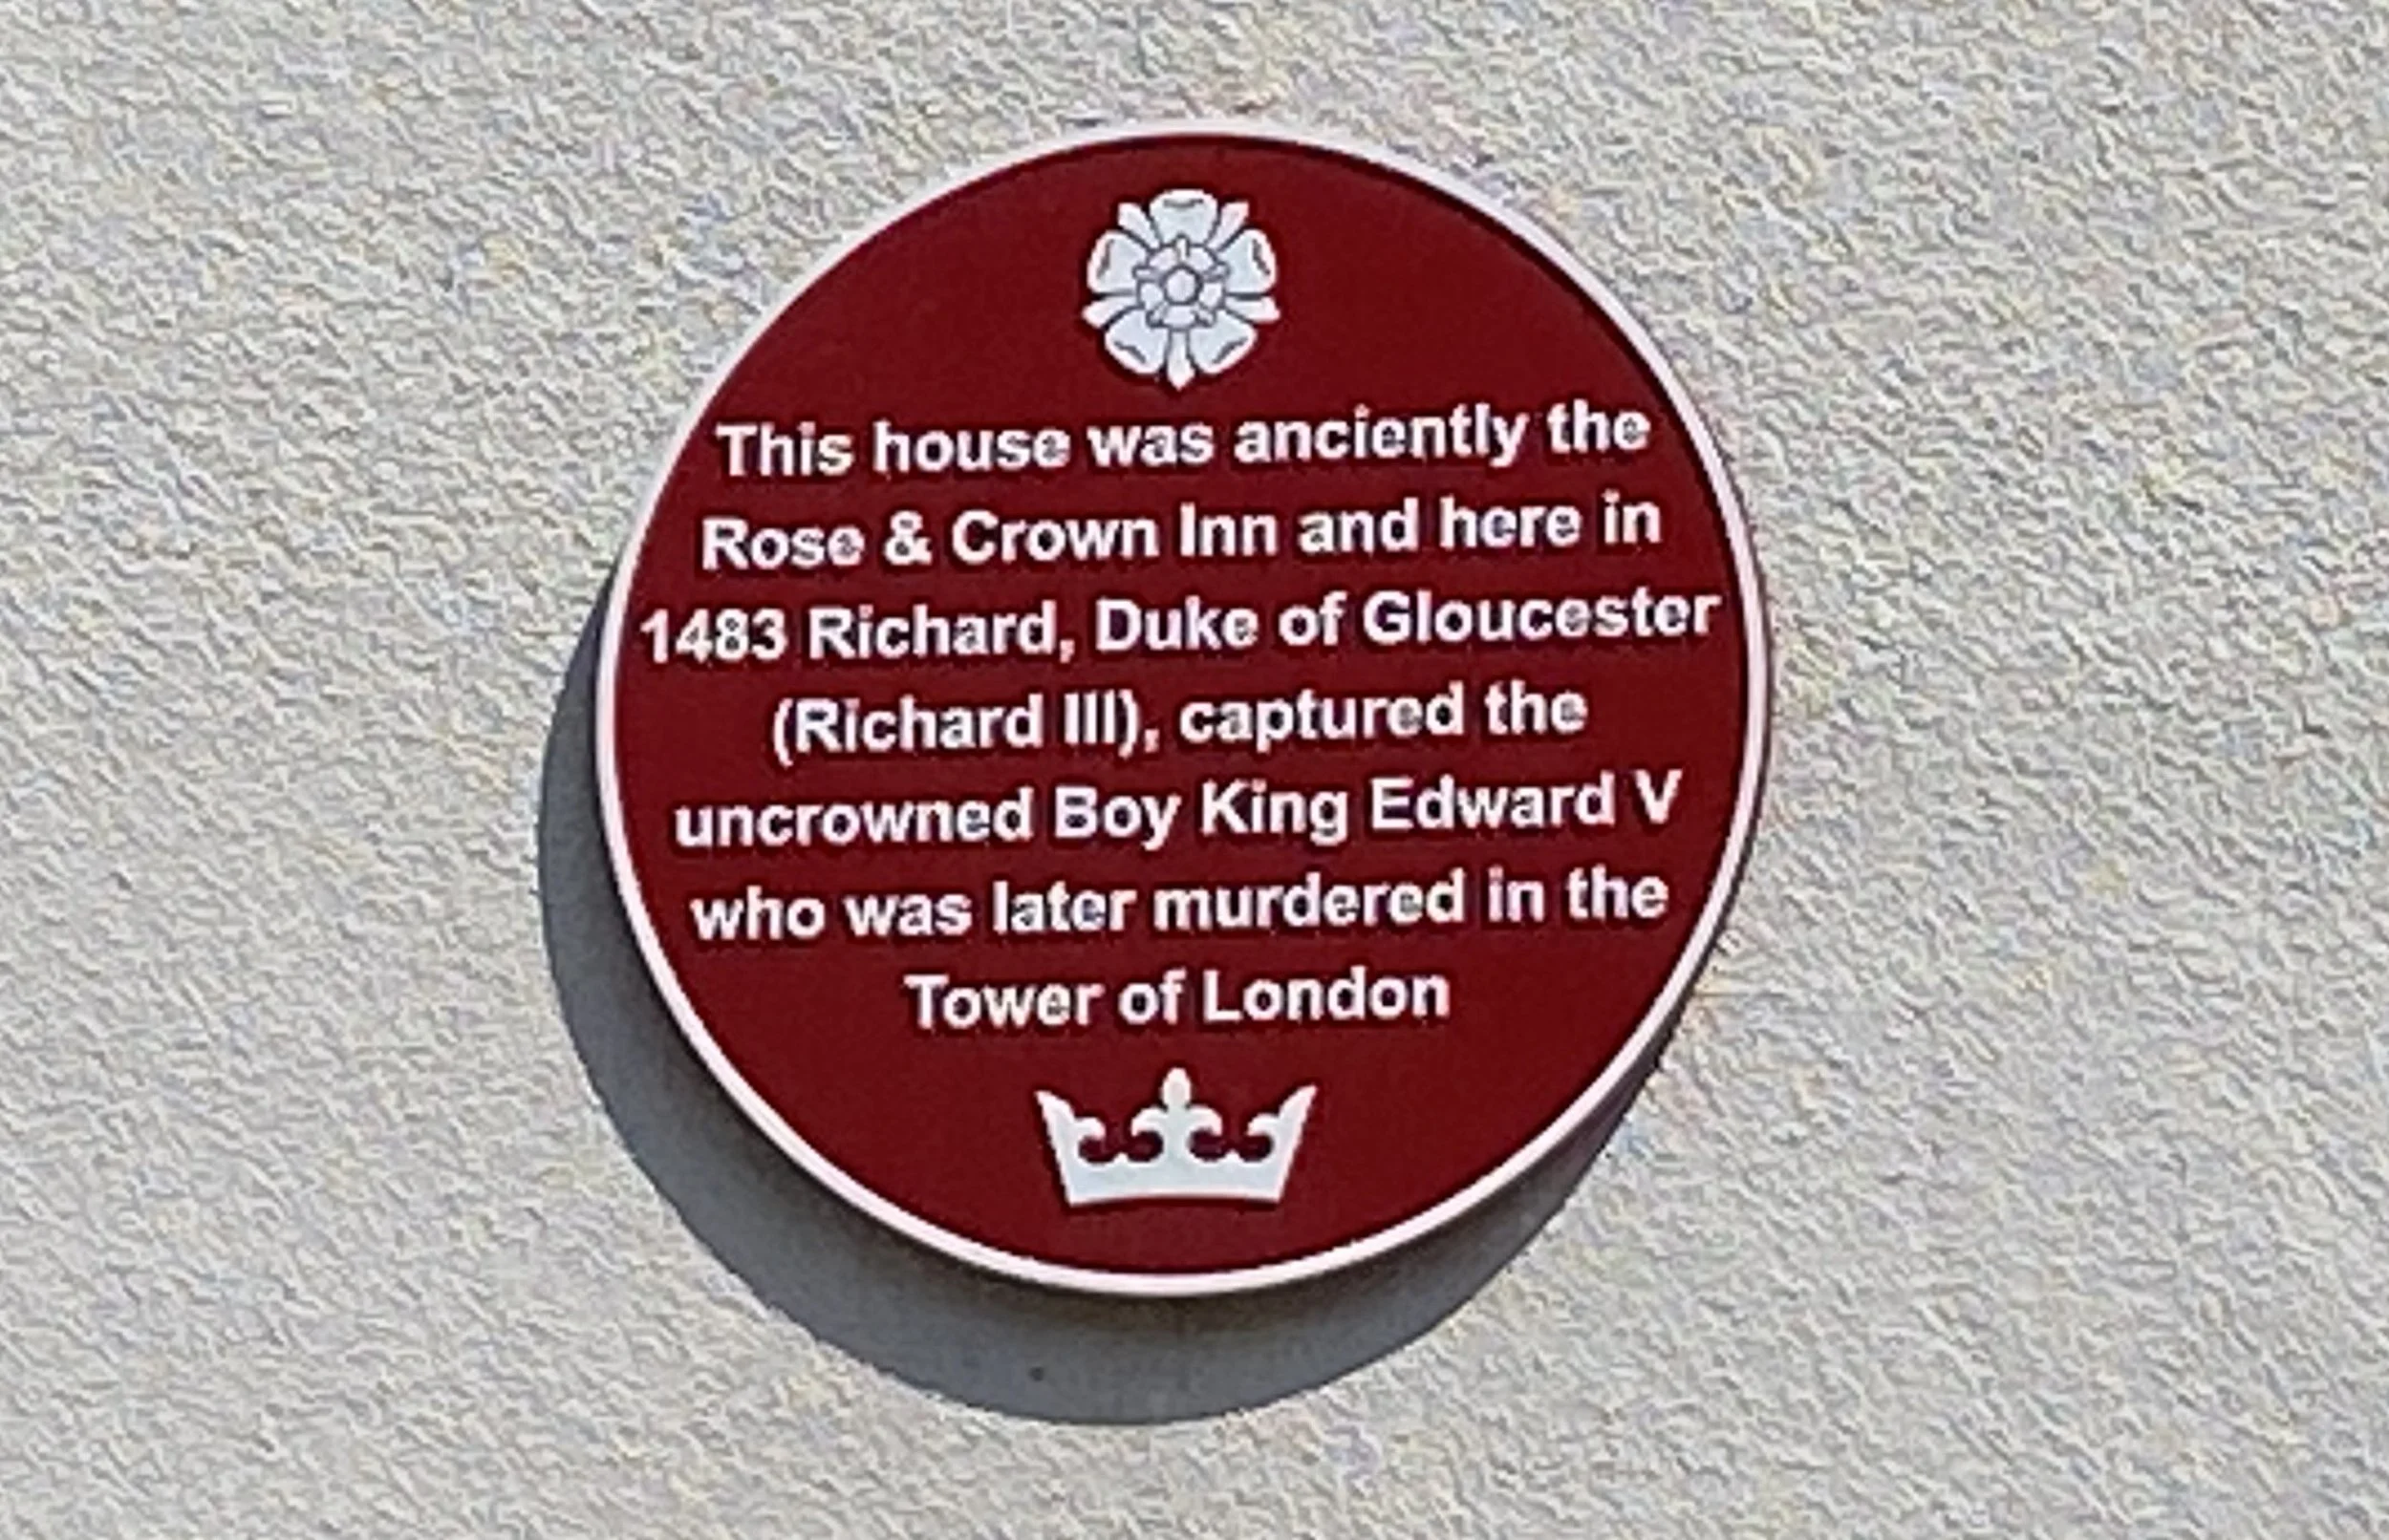 This house was anciently the
Rose & Crown Inn and here in
1483 Richard, Duke of Gloucester
(Richard III), captured the
uncrowned Boy King Edward V
who was later murdered in the
Tower of London